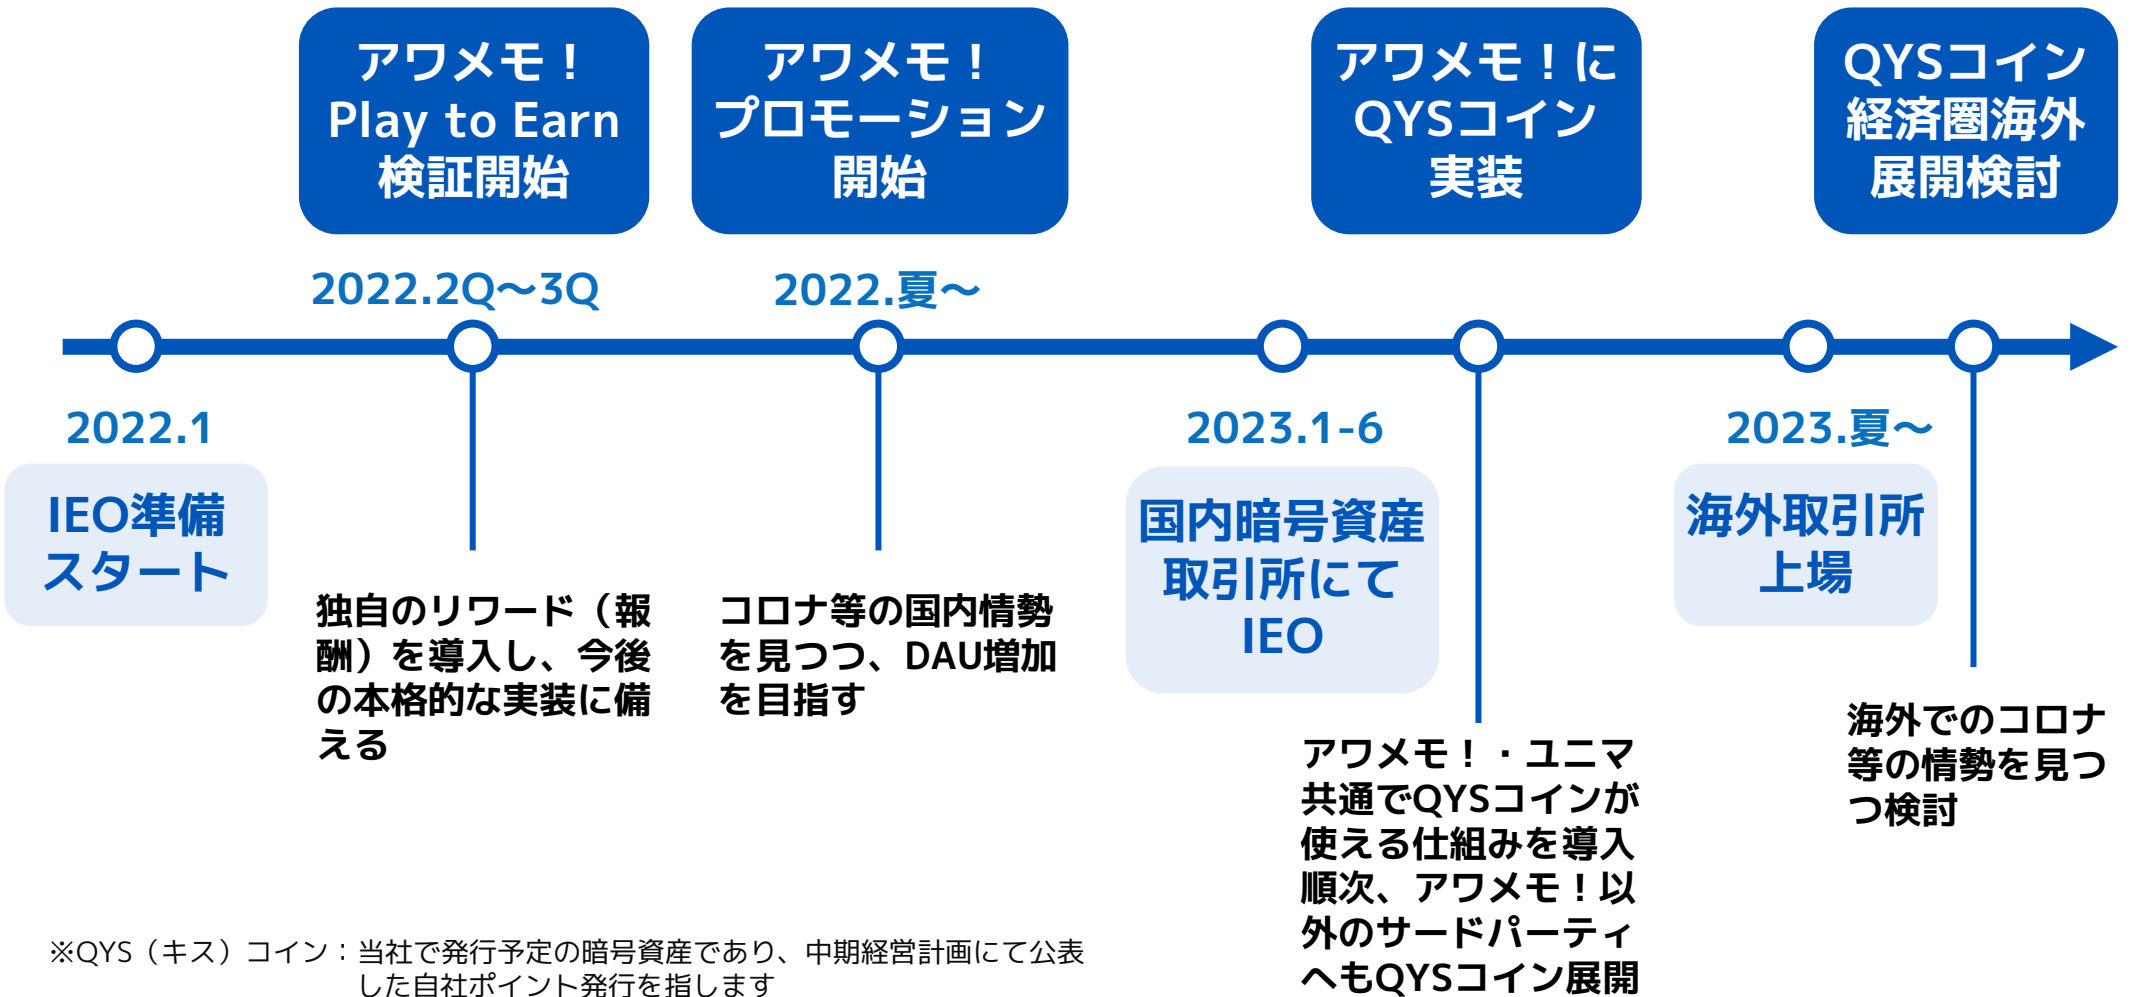 アワメモ！
Play to Earn
検証開始
アワメモ！
プロモーション
開始
アワメモ！に
QYSコイン
実装
QYSコイン
経済圏海外
展開検討
2022.2Q～3Q
2022.夏～
2022.1
2023.1-6
2023.夏～
IEO準備
スタート
国内暗号資産
取引所にて
IEO
海外取引所
上場
独自のリワード（報
酬）を導入し、今後
の本格的な実装に備
える
コロナ等の国内情勢
を見つつ、DAU増加
を目指す
アワメモ！・ユニマ
共通でQYSコインが
使える仕組みを導入
順次、アワメモ！以
外のサードパーティ
へもQYSコイン展開
海外でのコロナ
等の情勢を見つ
つ検討
※QYS（キス）コイン：当社で発行予定の暗号資産であり、中期経営計画にて公表
した自社ポイント発行を指します